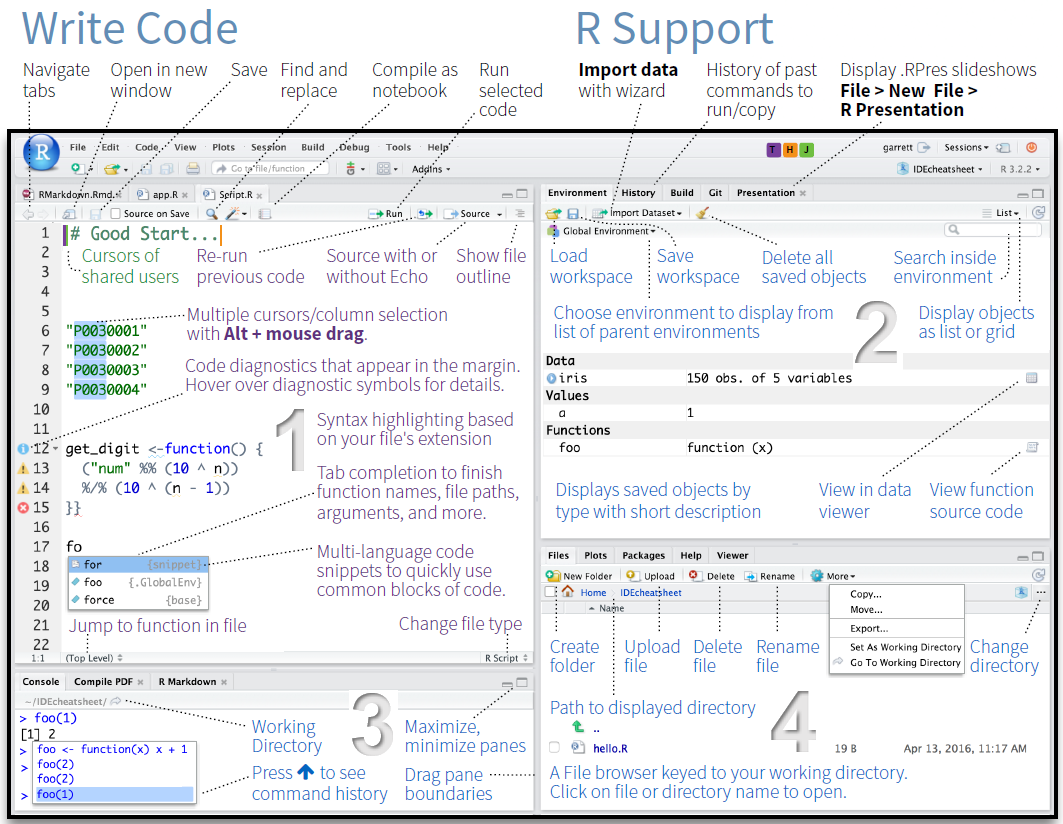 Write Code
R Support
Navigate tabs
Open in new window
Save
Find and replace
Compile as notebook
Run selected code
Import data with wizard
History of past commands to run/copy
Display .RPres slideshows
File > New File >
R Presentation
R
File Edit Code View Plots Session Build Debug Tools Help
T H J
garrett
Sessions
Go to file/function
Addins
IDEcheatsheet
R 3.2.2
RMarkdown.Rmd
app.R
Script.R
Source on Save
Run
Source
1 # Good Start...
2
3
4
5
6 "P0030001"
7 "P0030002"
8 "P0030003"
9 "P0030004"
10
11
12 get_digit <-function() {
13 ("num" %% (10 ^ n))
14 %/% (10 ^ (n - 1))
15 }}
16
17 fo
18
19
20
21
22
for {snippet}
foo {.GlobalEnv}
force {base}
Cursors of shared users
Re-run previous code
Source with or without Echo
Show file outline
Multiple cursors/column selection
with Alt + mouse drag.
Code diagnostics that appear in the margin.
Hover over diagnostic symbols for details.
1
Syntax highlighting based
on your file's extension
Tab completion to finish
function names, file paths,
arguments, and more.
Multi-language code
snippets to quickly use
common blocks of code.
Jump to function in file
Change file type
1:1 (Top Level)
R Script
Environment History Build Git Presentation
Import Dataset
List
Global Environment
Load workspace
Save workspace
Delete all saved objects
Search inside environment
Choose environment to display from
list of parent environments
2
Display objects as list or grid
Data
iris 150 obs. of 5 variables
Values
a 1
Functions
foo function (x)
Displays saved objects by
type with short description
View in data viewer
View function source code
Console Compile PDF R Markdown
~/IDEcheatsheet/
> foo(1)
[1] 2
>
>
>
foo <- function(x) x + 1
foo(2)
foo(2)
foo(1)
Working Directory
3
Maximize, minimize panes
Press to see
command history
Drag pane boundaries
Files Plots Packages Help Viewer
New Folder Upload Delete Rename More
Home IDEcheatsheet
...
Name
Copy...
Move...
Export...
Set As Working Directory
Go To Working Directory
Create folder
Upload file
Delete file
Rename file
Change directory
Path to displayed directory
4
..
hello.R 19 B Apr 13, 2016, 11:17 AM
A File browser keyed to your working directory.
Click on file or directory name to open.